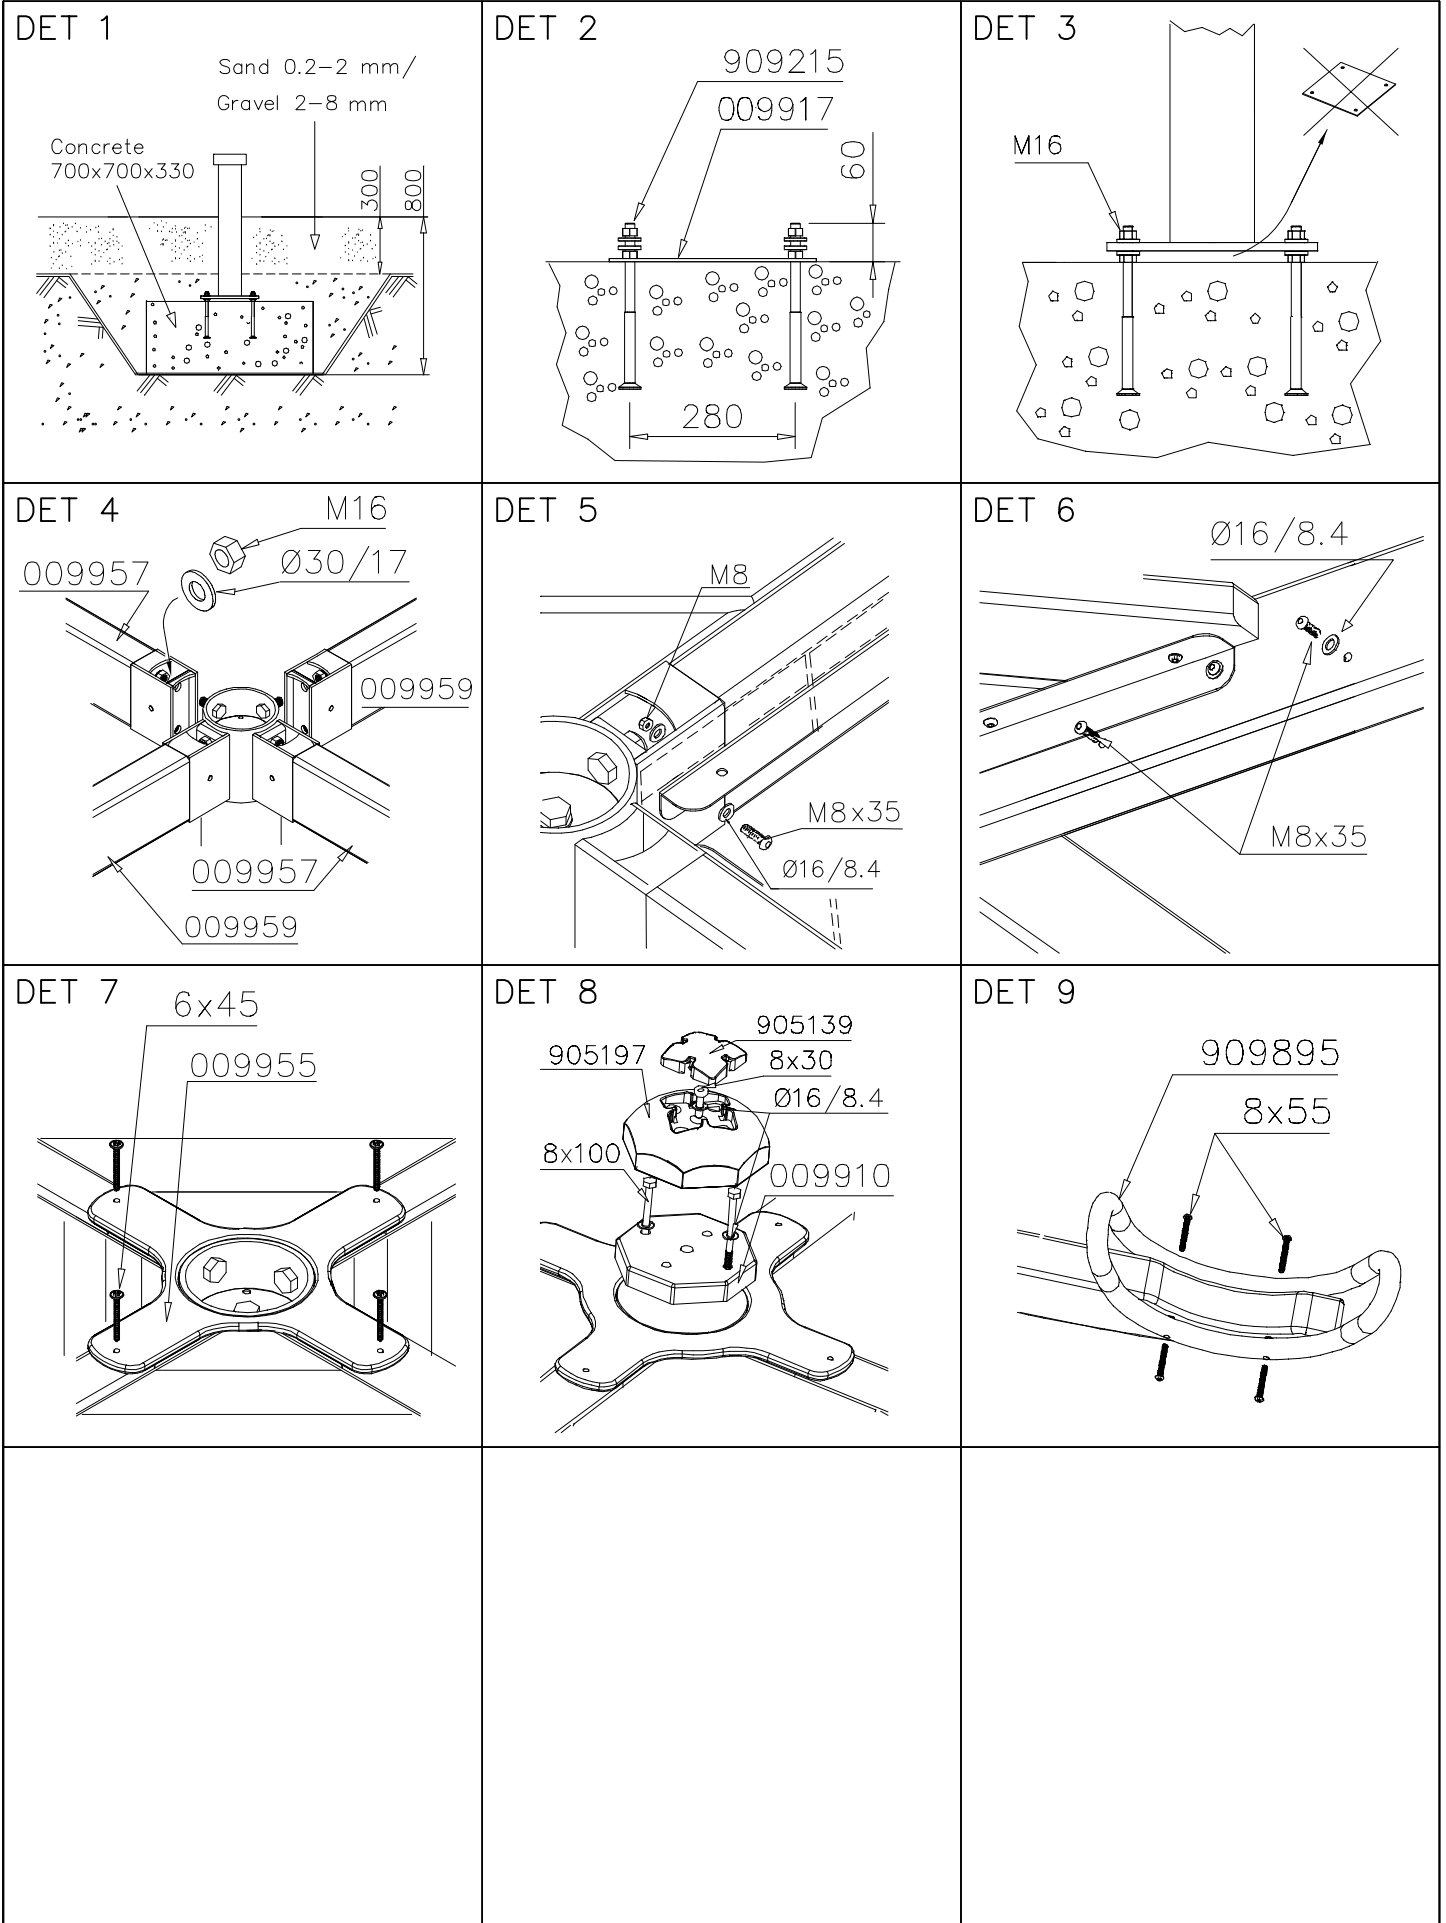 DET 1
Sand 0.2-2 mm/
Gravel 2-8 mm
Concrete
700x700x330
300
800
DET 2
909215
009917
60
280
DET 3
M16
DET 4
M16
Ø30/17
009957
009959
009957
009959
DET 5
M8
M8x35
Ø16/8.4
DET 6
Ø16/8.4
M8x35
DET 7
6x45
009955
DET 8
905139
905197
8x30
Ø16/8.4
8x100
009910
DET 9
909895
8x55